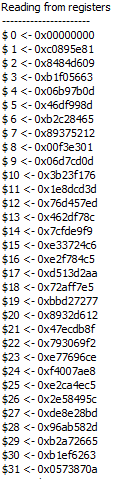 Reading from registers
----------------------
$ 0 <- 0x00000000
$ 1 <- 0xc0895e81
$ 2 <- 0x8484d609
$ 3 <- 0xb1f05663
$ 4 <- 0x06b97b0d
$ 5 <- 0x46df998d
$ 6 <- 0xb2c28465
$ 7 <- 0x89375212
$ 8 <- 0x00f3e301
$ 9 <- 0x06d7cd0d
$10 <- 0x3b23f176
$11 <- 0x1e8dcd3d
$12 <- 0x76d457ed
$13 <- 0x462df78c
$14 <- 0x7cfde9f9
$15 <- 0xe33724c6
$16 <- 0xe2f784c5
$17 <- 0xd513d2aa
$18 <- 0x72aff7e5
$19 <- 0xbbd27277
$20 <- 0x8932d612
$21 <- 0x47ecdb8f
$22 <- 0x793069f2
$23 <- 0xe77696ce
$24 <- 0xf4007ae8
$25 <- 0xe2ca4ec5
$26 <- 0x2e58495c
$27 <- 0xde8e28bd
$28 <- 0x96ab582d
$29 <- 0xb2a72665
$30 <- 0xb1ef6263
$31 <- 0x0573870a